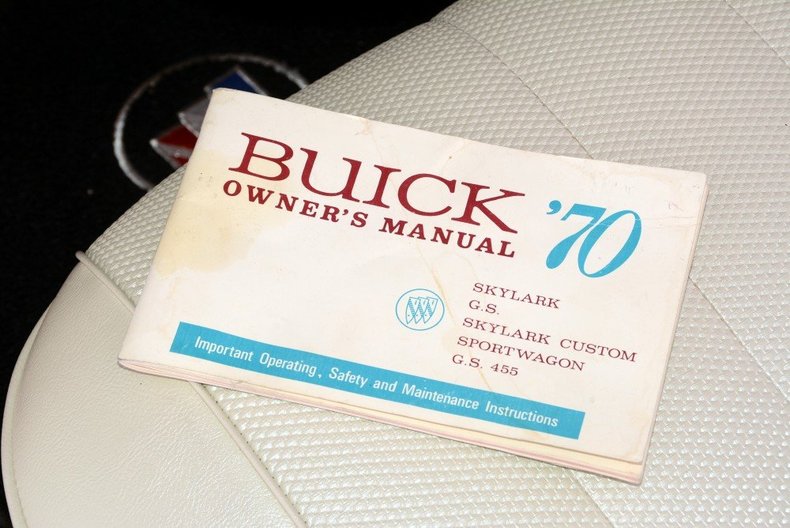 BUICK
OWNER'S MANUAL
'70
SKYLARK
G.S.
SKYLARK CUSTOM
SPORTWAGON
G.S. 455
Important Operating, Safety and Maintenance Instructions